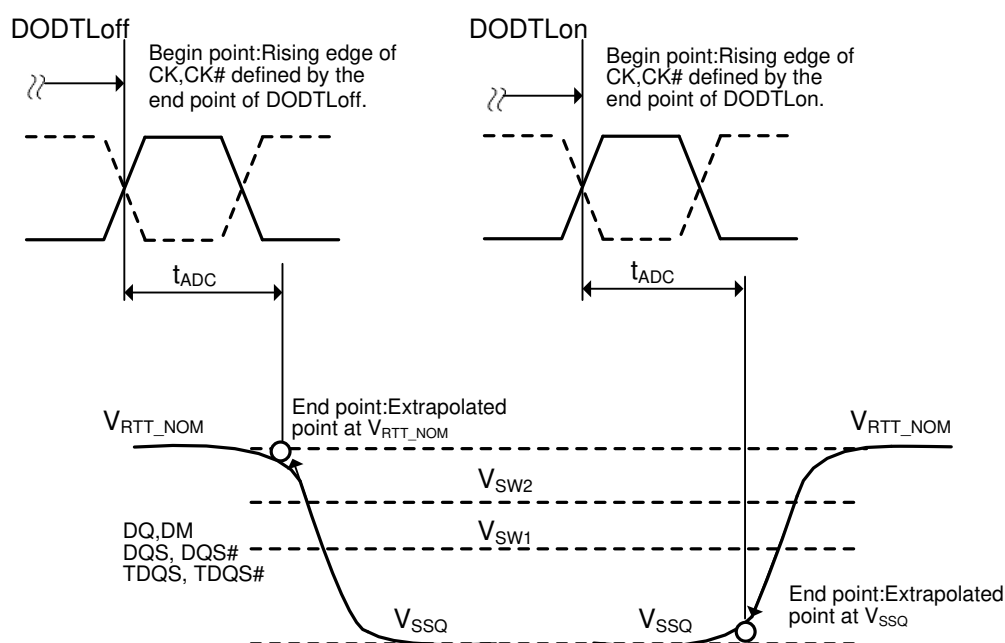 DODTLoff
Begin point:Rising edge of
CK,CK# defined by the
end point of DODTLoff.
DODTLon
Begin point:Rising edge of
CK,CK# defined by the
end point of DODTLon.
tADC
tADC
VRTT_NOM
End point:Extrapolated
point at VRTT_NOM
VRTT_NOM
VSW2
VSW1
DQ,DM
DQS, DQS#
TDQS, TDQS#
VSSQ
VSSQ
End point:Extrapolated
point at VSSQ